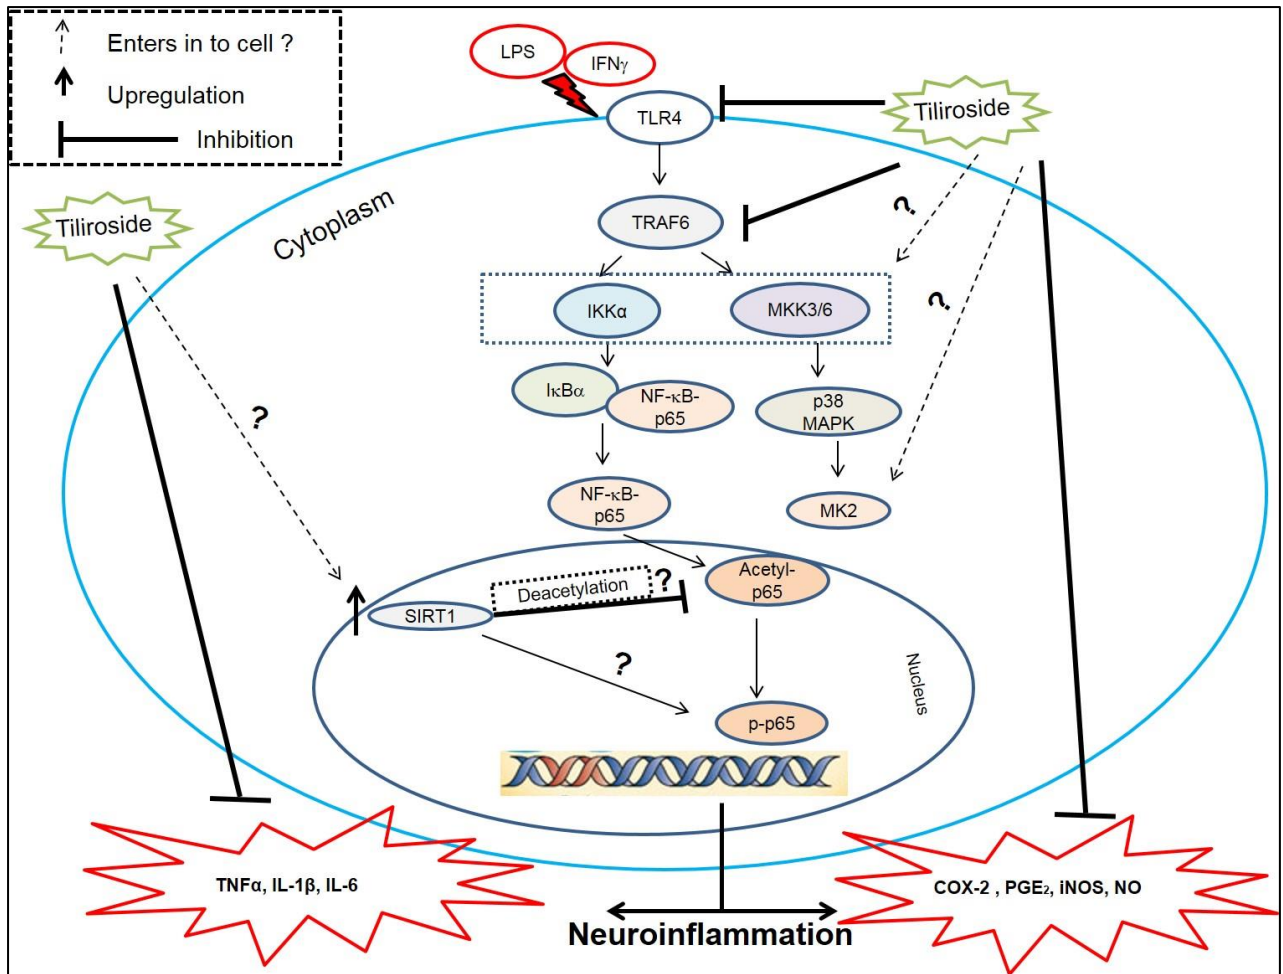 Enters in to cell ?
Upregulation
Inhibition
LPS
IFNγ
TLR4
Tiliroside
Tiliroside
Cytoplasm
TRAF6
?
?
IKKα
MKK3/6
IκBα
NF-κB-
p65
p38
MAPK
?
NF-κB-
p65
MK2
Acetyl-
p65
Deacetylation
?
SIRT1
?
Nucleus
p-p65
TNFα, IL-1β, IL-6
COX-2 , PGE₂, iNOS, NO
Neuroinflammation